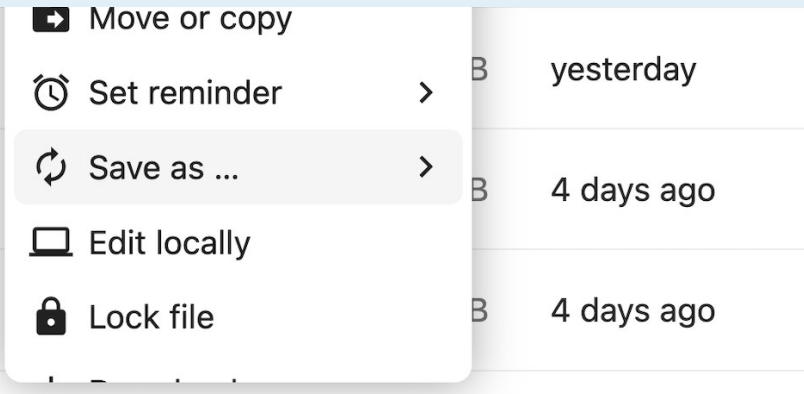 Move or copy
B yesterday
Set reminder
Save as ...
B 4 days ago
Edit locally
Lock file
B 4 days ago